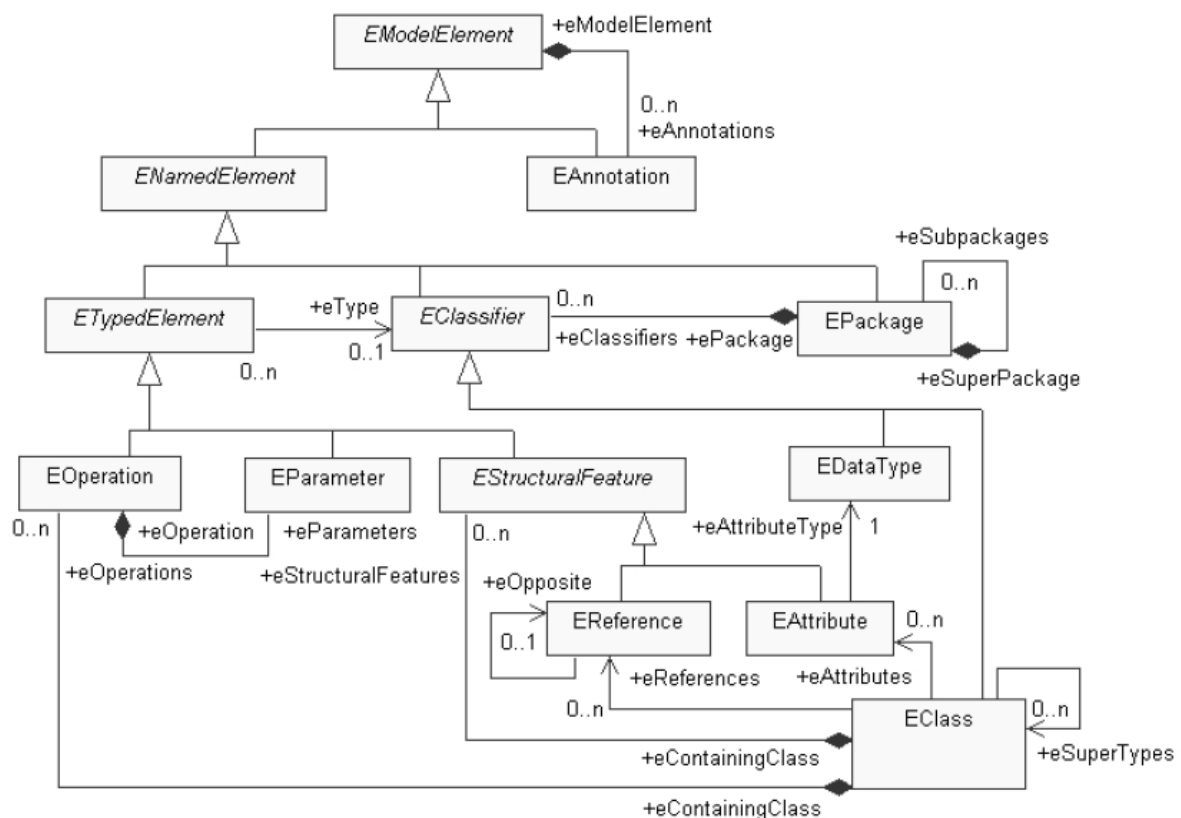 EModelElement
+eModelElement
0..n
+eAnnotations
ENamedElement
EAnnotation
+eSubpackages
0..n
ETypedElement
+eType
0..1
0..n
EClassifier
0..n
+eClassifiers
+ePackage
EPackage
+eSuperPackage
EOperation
EParameter
EStructuralFeature
EDataType
0..n
+eOperation
+eParameters
0..n
+eAttributeType
1
+eOperations
+eStructuralFeatures
+eOpposite
0..1
EReference
EAttribute
0..n
+eReferences
+eAttributes
0..n
EClass
0..n
+eSuperTypes
+eContainingClass
+eContainingClass